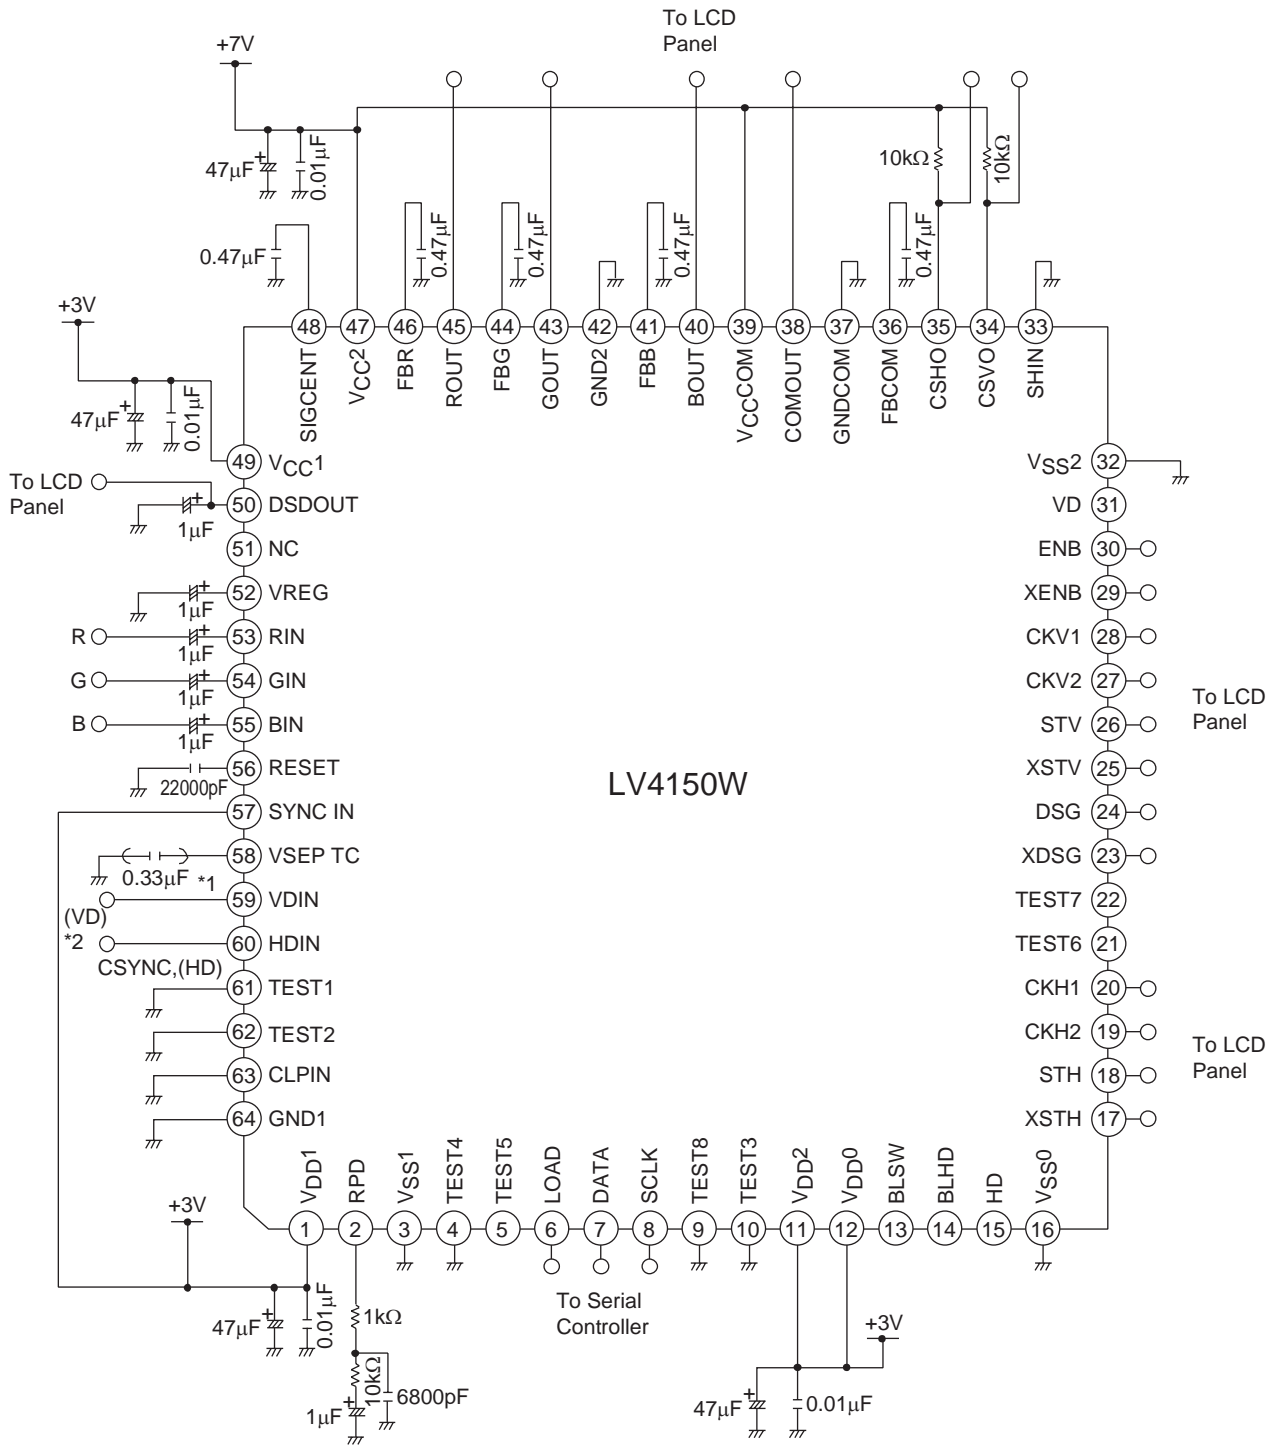 To LCD
Panel
+7V
47µF
+
0.01µF
10kΩ
10kΩ
0.47µF
0.47µF
0.47µF
0.47µF
0.47µF
+3V
47µF
+
0.01µF
48 47 46 45 44 43 42 41 40 39 38 37 36 35 34 33
SIGCENT
VCC2
FBR
ROUT
FBG
GOUT
GND2
FBB
BOUT
VCCCOM
COMOUT
GNDCOM
FBCOM
CSHO
CSVO
SHIN
49 VCC1
To LCD
Panel
+
1µF
50 DSDOUT
51 NC
+
1µF
52 VREG
R
+
1µF
53 RIN
G
+
1µF
54 GIN
B
+
1µF
55 BIN
22000pF
56 RESET
57 SYNC IN
0.33µF *1
58 VSEP TC
(VD)
*2
59 VDIN
CSYNC,(HD)
60 HDIN
61 TEST1
62 TEST2
63 CLPIN
64 GND1
LV4150W
VSS2 32
VD 31
ENB 30
XENB 29
CKV1 28
CKV2 27
STV 26
XSTV 25
DSG 24
XDSG 23
TEST7 22
TEST6 21
CKH1 20
CKH2 19
STH 18
XSTH 17
To LCD
Panel
To LCD
Panel
VDD1
RPD
VSS1
TEST4
TEST5
LOAD
DATA
SCLK
TEST8
TEST3
VDD2
VDD0
BLSW
BLHD
HD
VSS0
1 2 3 4 5 6 7 8 9 10 11 12 13 14 15 16
+3V
47µF
+
0.01µF
1kΩ
10kΩ
6800pF
1µF
+
To Serial
Controller
+3V
47µF
+
0.01µF